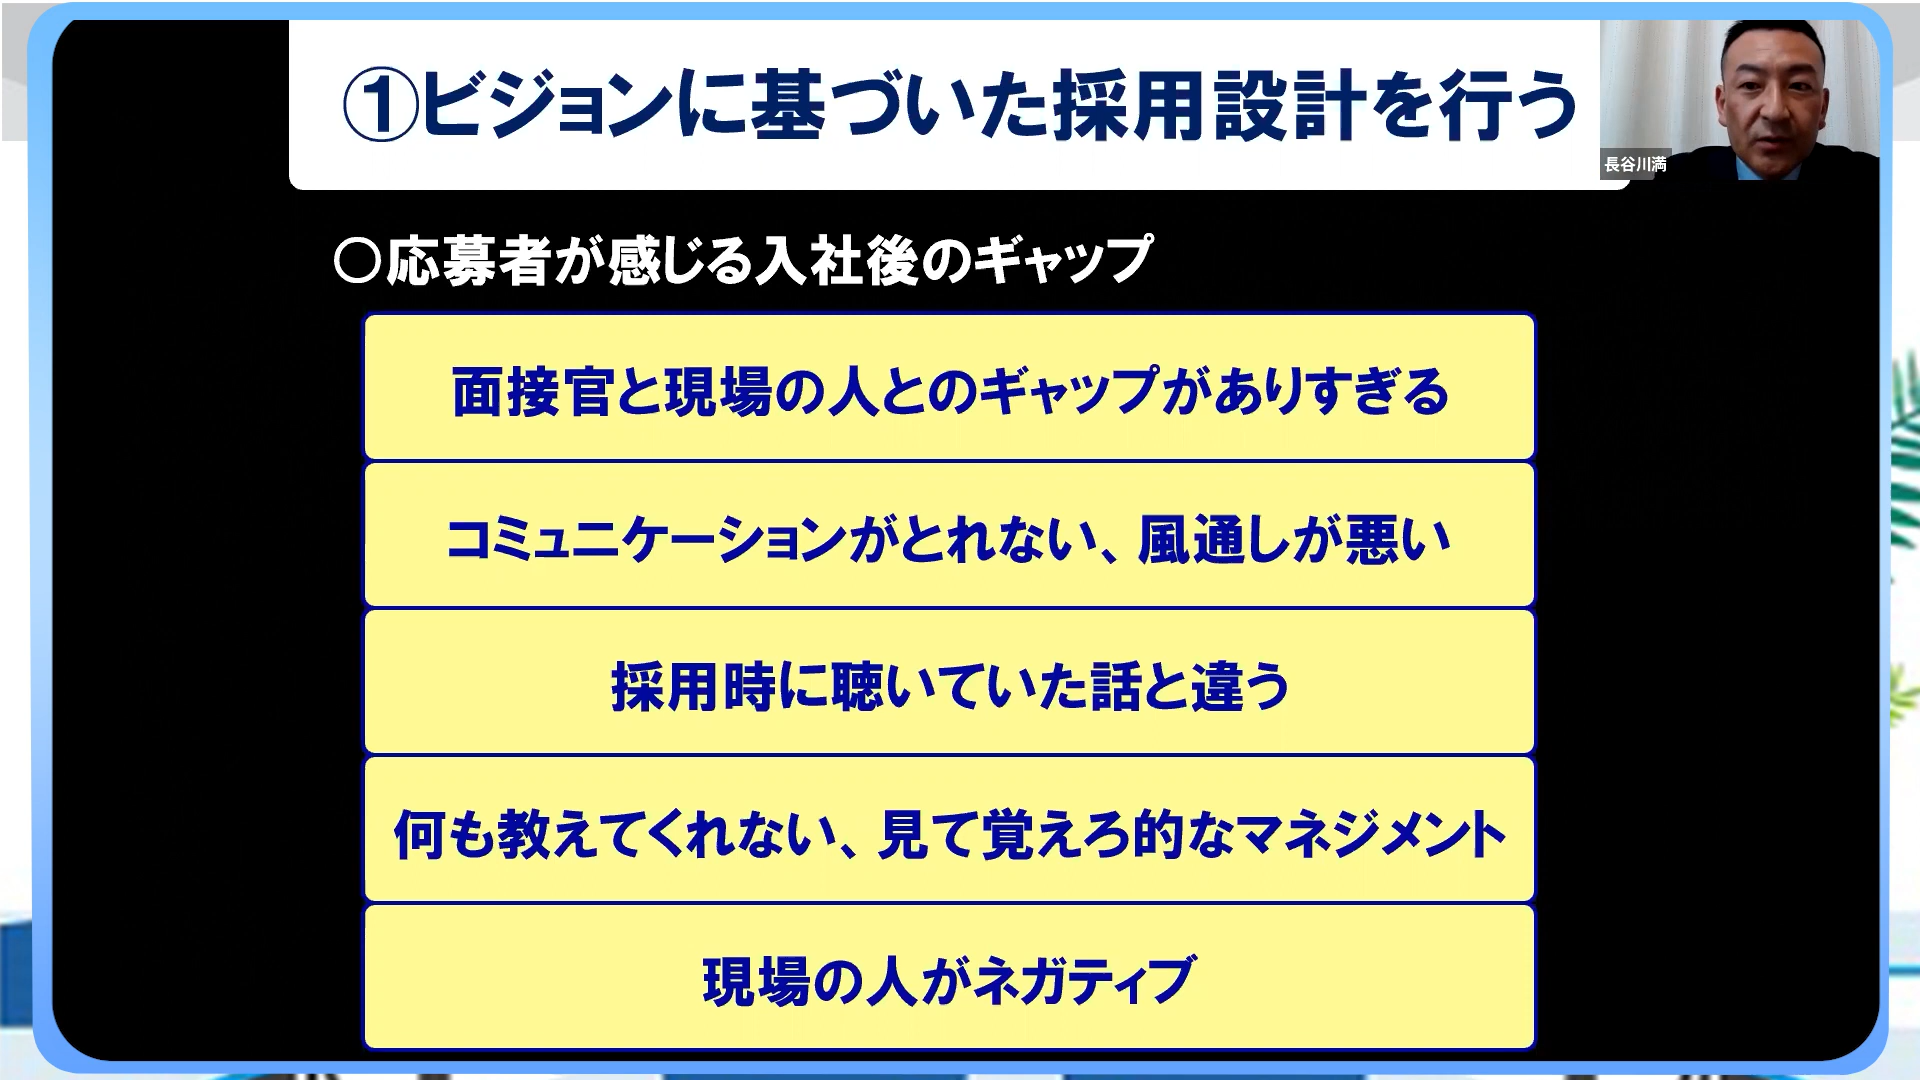 ①ビジョンに基づいた採用設計を行う
長谷川満
〇応募者が感じる入社後のギャップ
面接官と現場の人とのギャップがありすぎる
コミュニケーションがとれない、風通しが悪い
採用時に聴いていた話と違う
何も教えてくれない、見て覚えろ的なマネジメント
現場の人がネガティブ